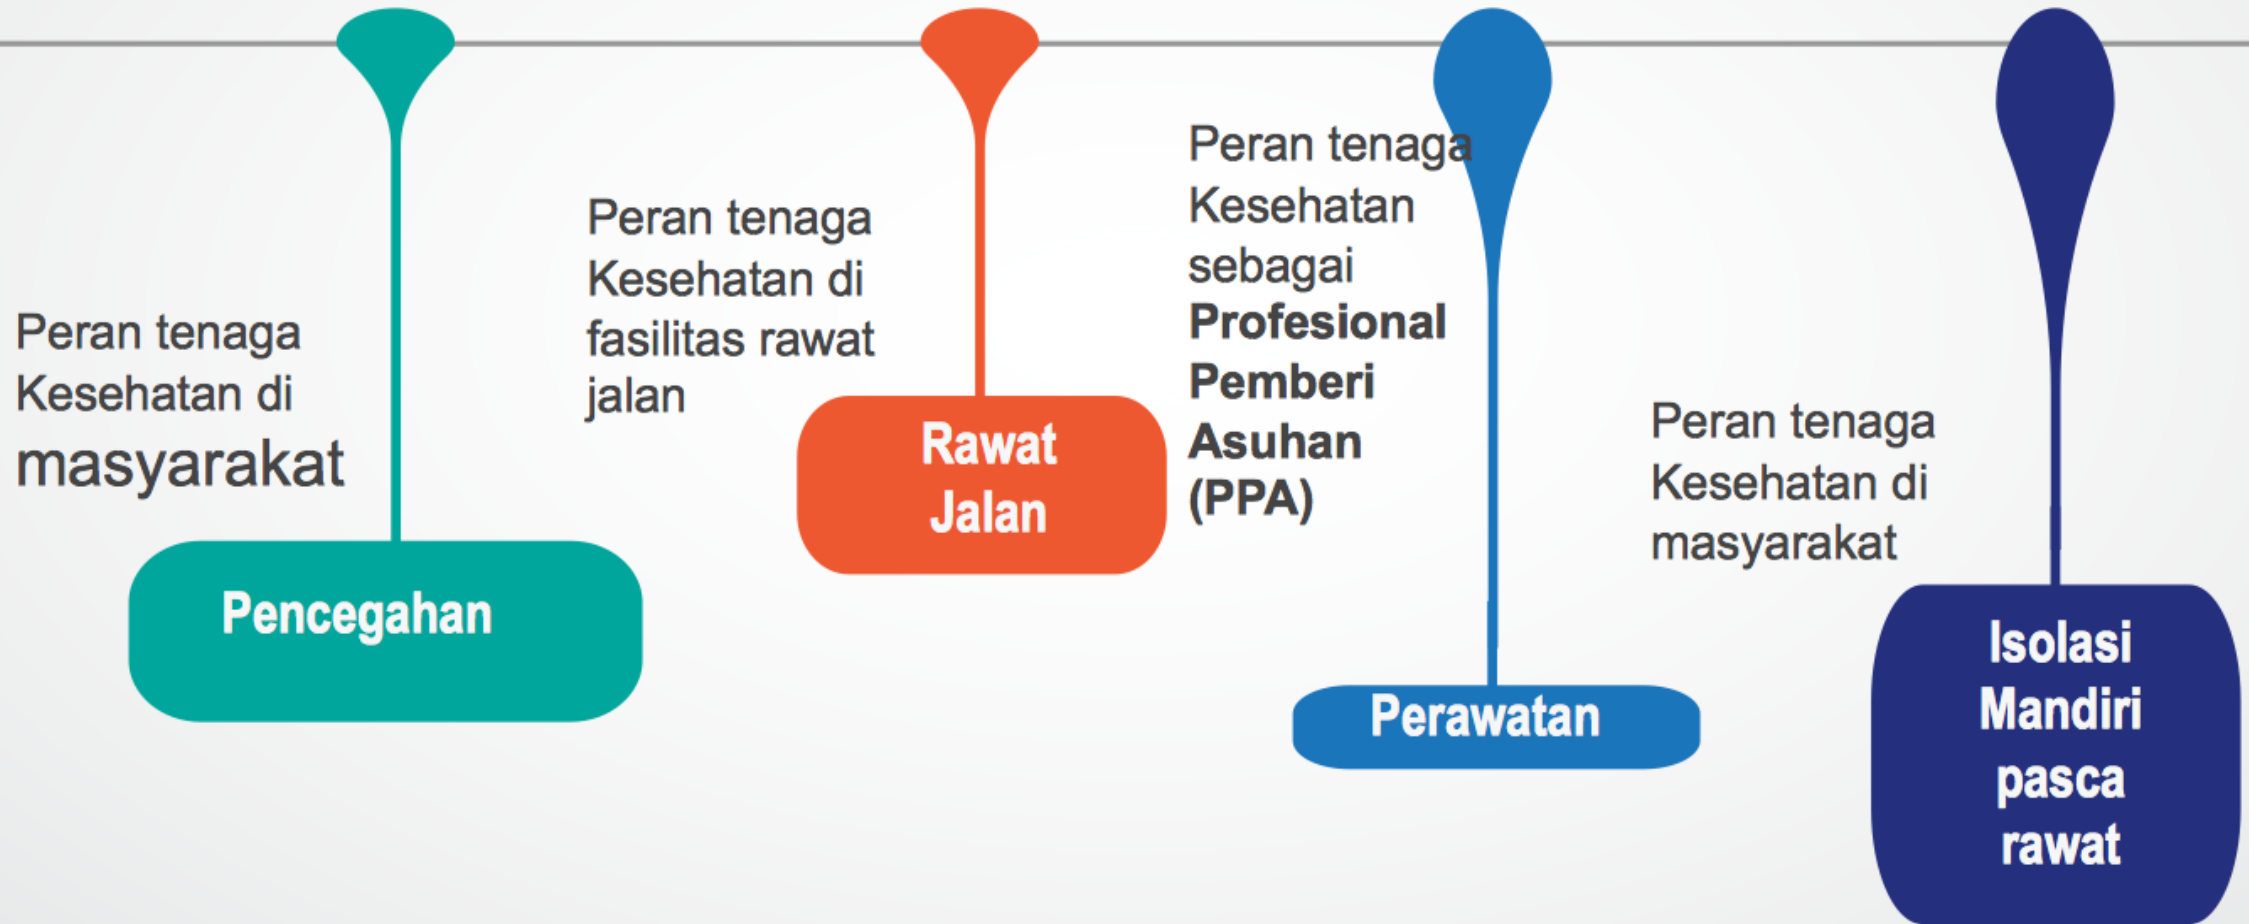 Peran tenaga
Kesehatan di
masyarakat
Pencegahan
Peran tenaga
Kesehatan di
fasilitas rawat
jalan
Rawat
Jalan
Peran tenaga
Kesehatan
sebagai
Profesional
Pemberi
Asuhan
(PPA)
Perawatan
Peran tenaga
Kesehatan di
masyarakat
Isolasi
Mandiri
pasca
rawat